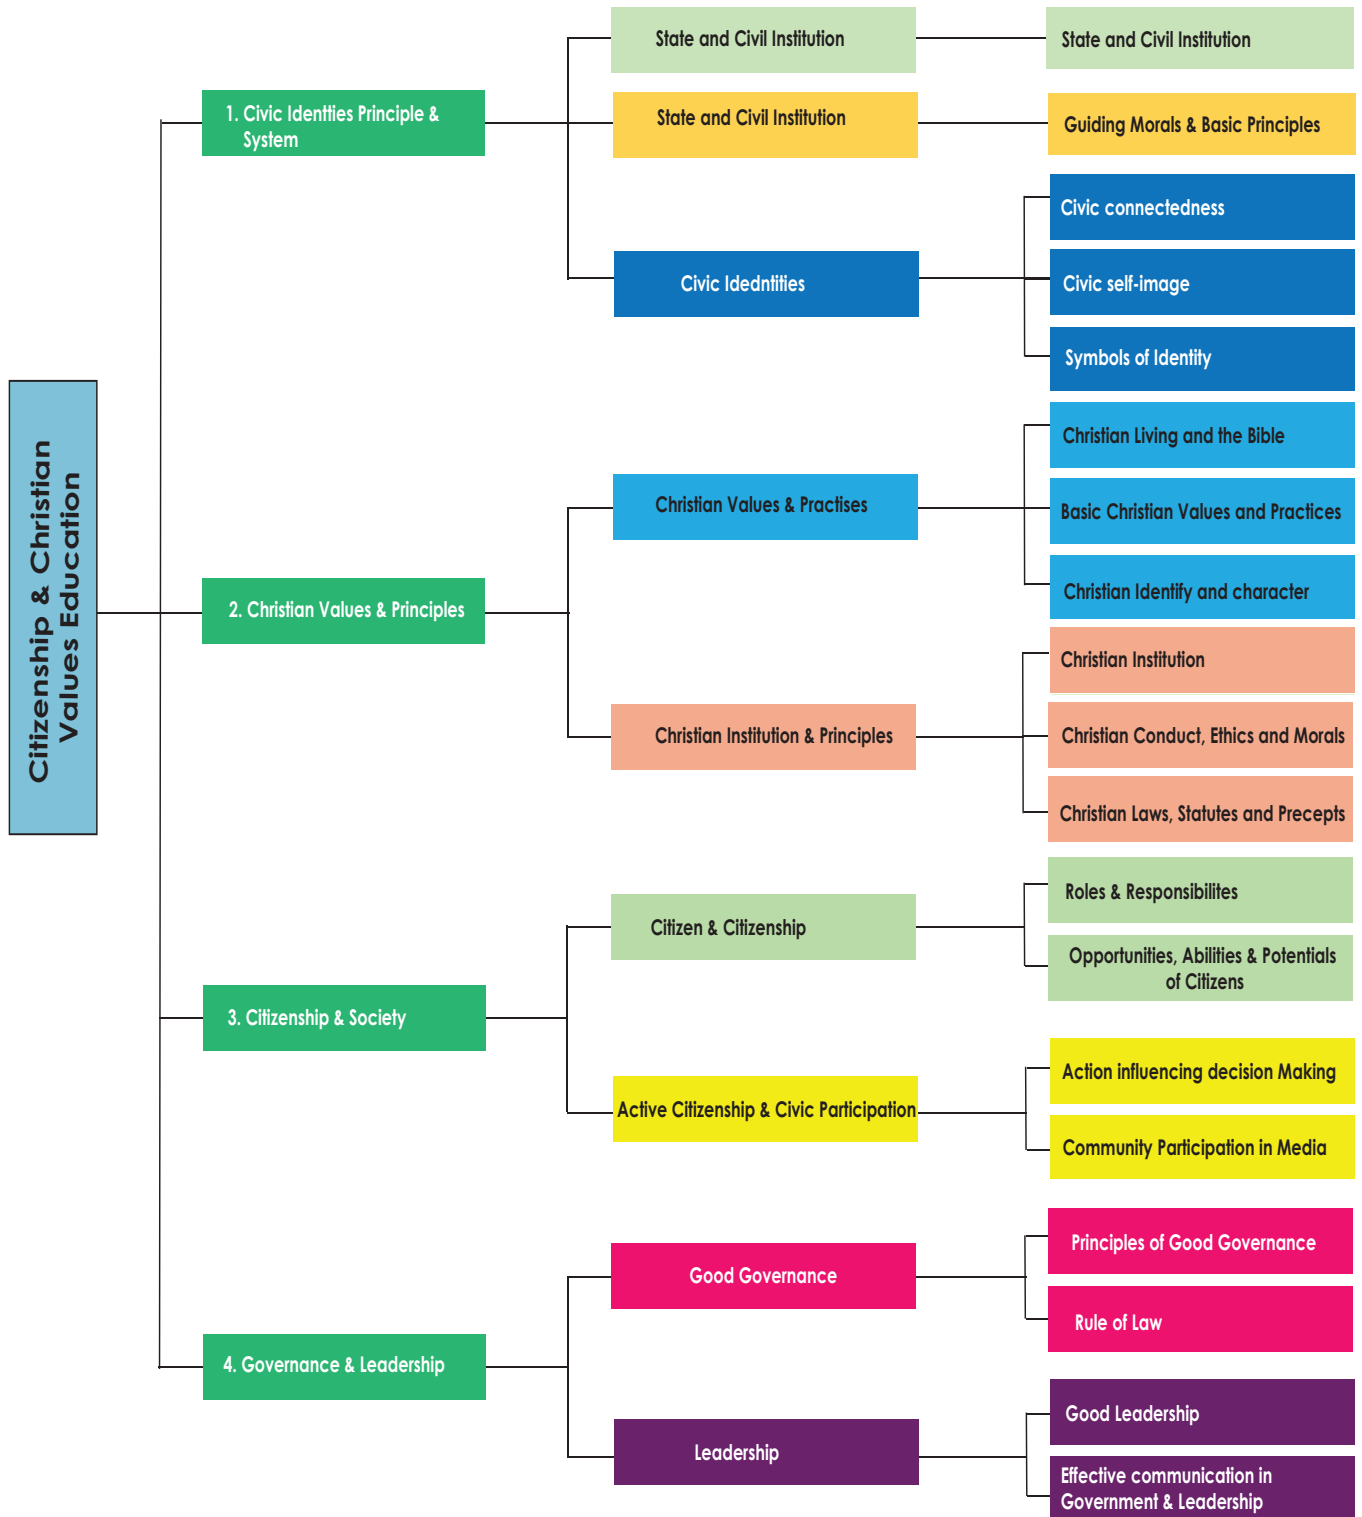 Citizenship & Christian
Values Education
1. Civic Identties Principle &
System
State and Civil Institution
State and Civil Institution
State and Civil Institution
Guiding Morals & Basic Principles
Civic Idedntities
Civic connectedness
Civic self-image
Symbols of Identity
2. Christian Values & Principles
Christian Values & Practises
Christian Living and the Bible
Basic Christian Values and Practices
Christian Identify and character
Christian Institution & Principles
Christian Institution
Christian Conduct, Ethics and Morals
Christian Laws, Statutes and Precepts
3. Citizenship & Society
Citizen & Citizenship
Roles & Responsibilites
Opportunities, Abilities & Potentials
of Citizens
Active Citizenship & Civic Participation
Action influencing decision Making
Community Participation in Media
4. Governance & Leadership
Good Governance
Principles of Good Governance
Rule of Law
Leadership
Good Leadership
Effective communication in
Government & Leadership